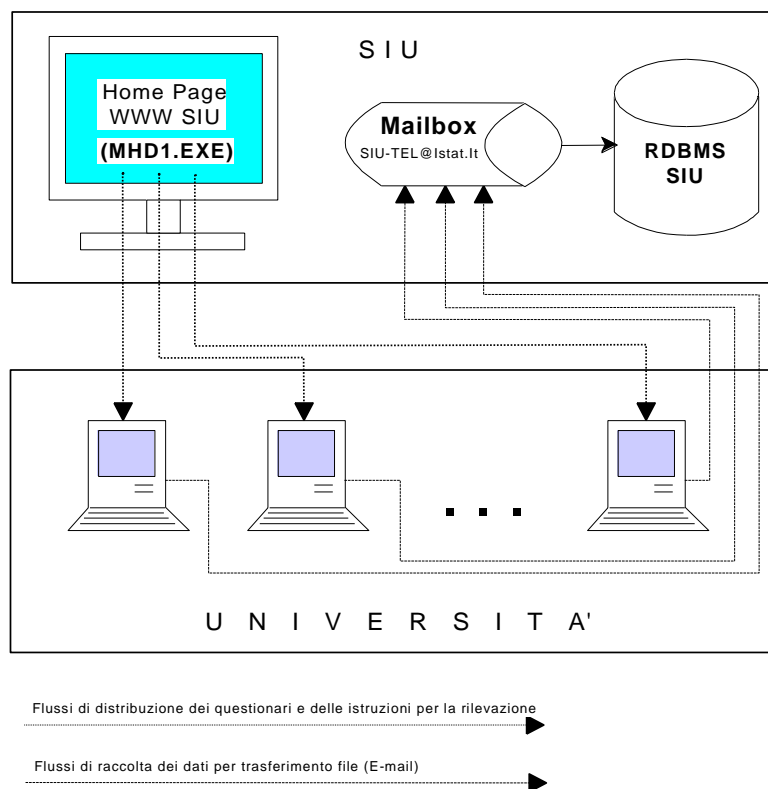 S I U
Home Page
WWW SIU
(MHD1.EXE)
Mailbox
SIU-TEL@Istat.It
RDBMS
SIU
. . .
U N I V E R S I T A'
Flussi di distribuzione dei questionari e delle istruzioni per la rilevazione
Flussi di raccolta dei dati per trasferimento file (E-mail)